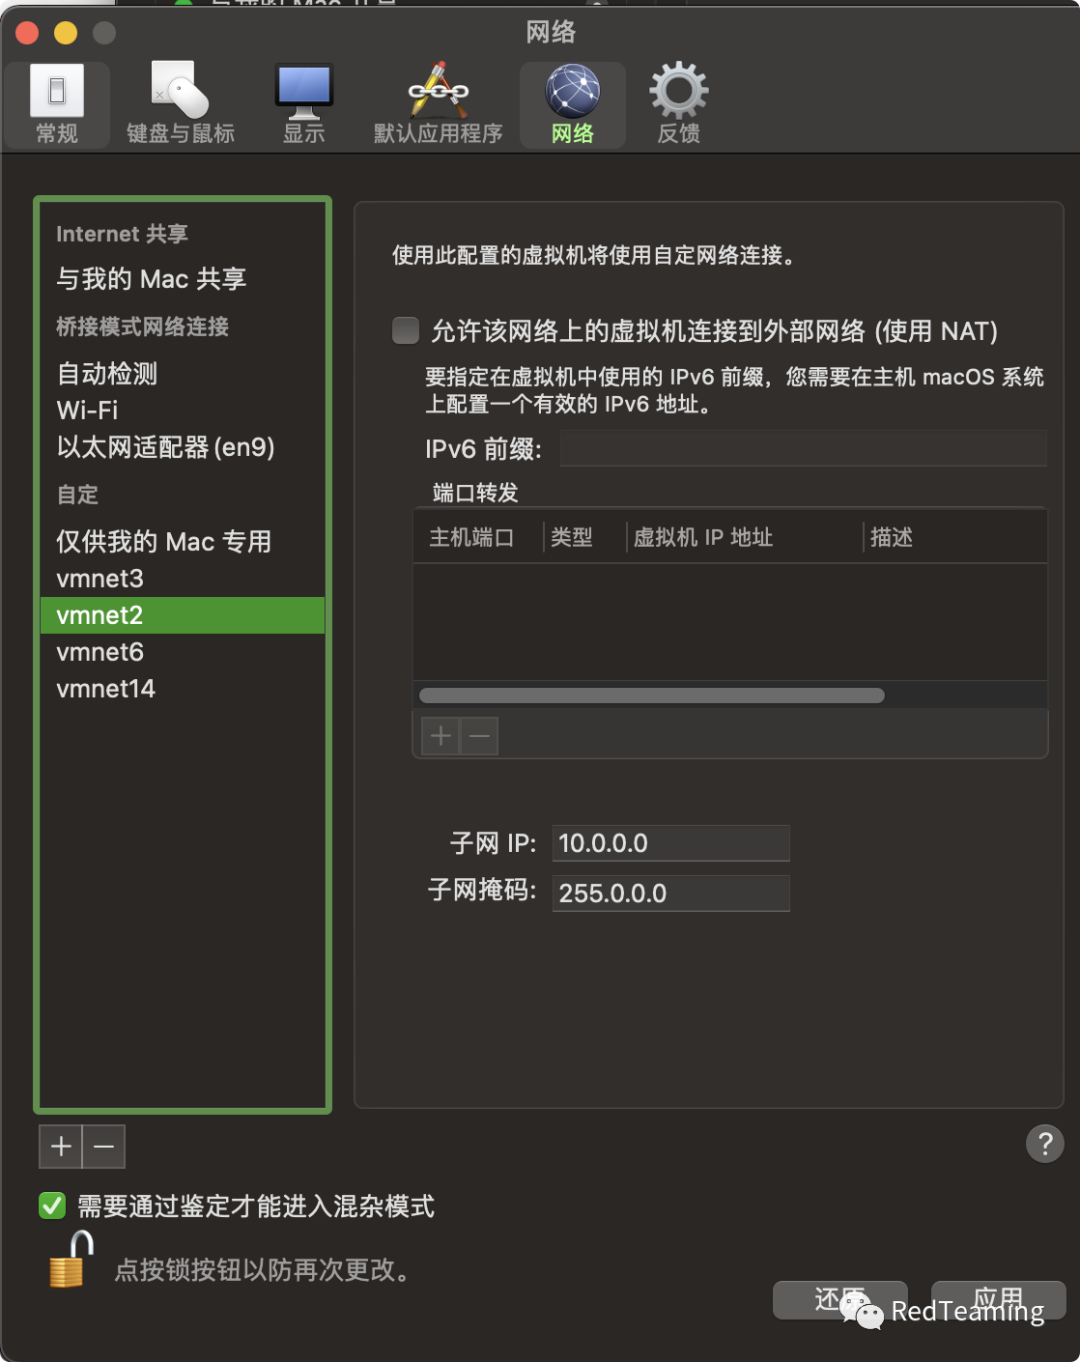 网络
常规
键盘与鼠标
显示
默认应用程序
网络
反馈
Internet 共享
与我的 Mac 共享
桥接模式网络连接
自动检测
Wi-Fi
以太网适配器 (en9)
自定
仅供我的 Mac 专用
vmnet3
vmnet2
vmnet6
vmnet14
使用此配置的虚拟机将使用自定网络连接。
允许该网络上的虚拟机连接到外部网络 (使用 NAT)
要指定在虚拟机中使用的 IPv6 前缀，您需要在主机 macOS 系统
上配置一个有效的 IPv6 地址。
IPv6 前缀:
端口转发
主机端口 类型 虚拟机 IP 地址 描述
子网 IP: 10.0.0.0
子网掩码: 255.0.0.0
需要通过鉴定才能进入混杂模式
点按锁按钮以防再次更改。
还原
应用
RedTeaming